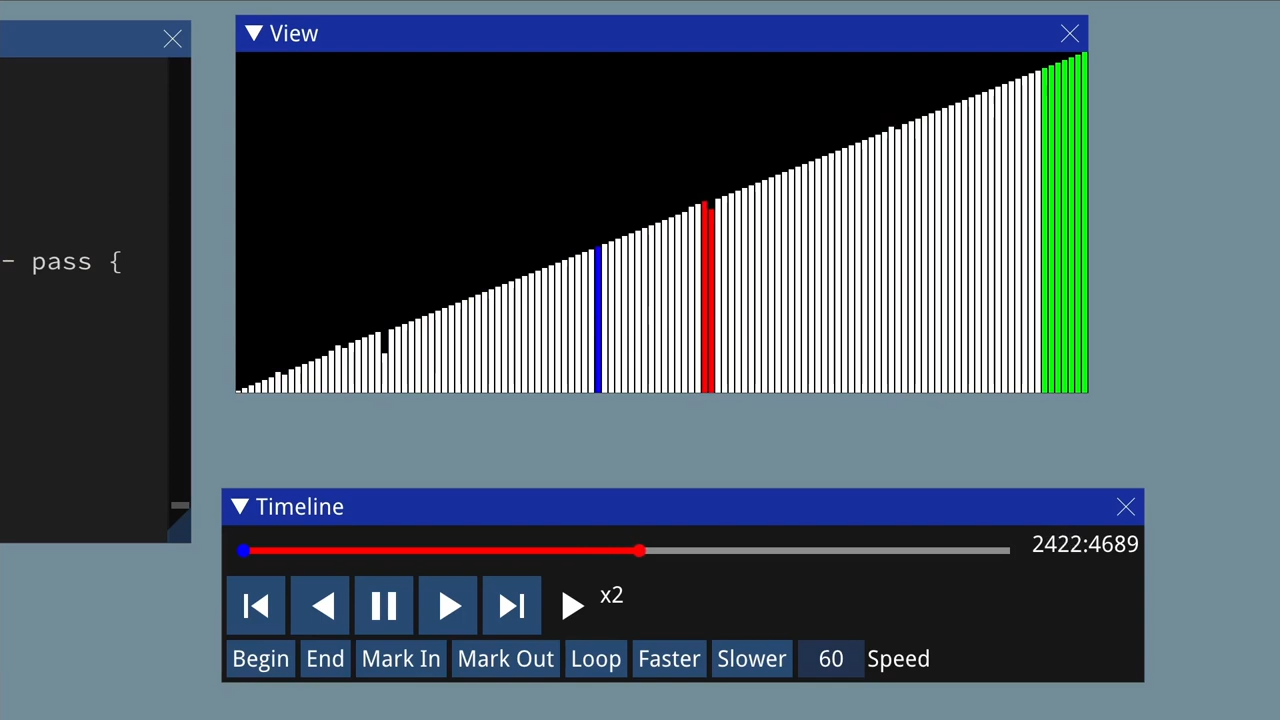 View
- pass {
Timeline
2422:4689
x2
Begin End Mark In Mark Out Loop Faster Slower 60 Speed